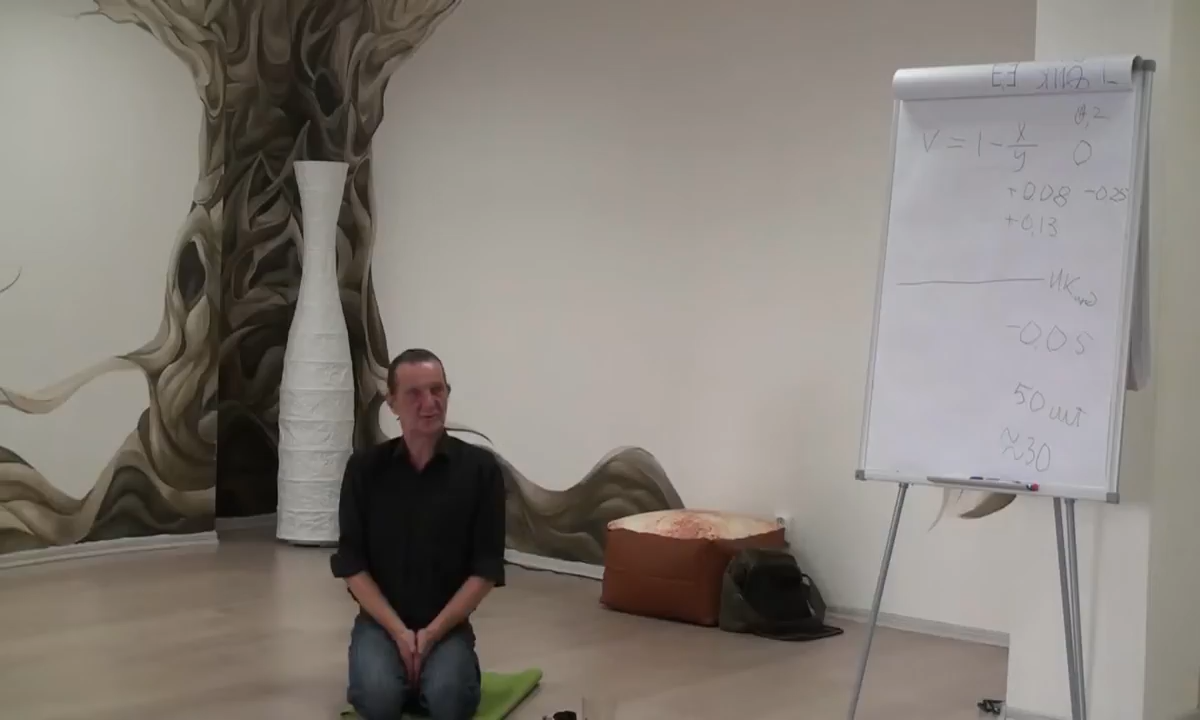 0,2
V = 1 - x/y 0
+0,08 -0,25
+0,13
ИК
-0,05
50 шт
≈30